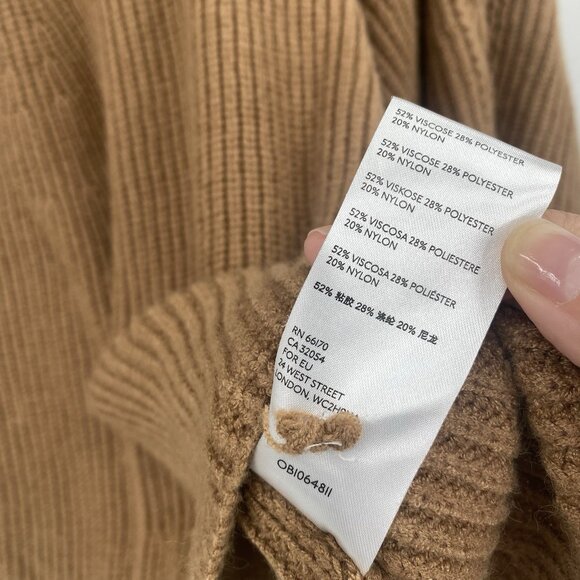 52% VISCOSE 28% POLYESTER
20% NYLON
52% VISCOSE 28% POLYESTER
20% NYLON
52% VISKOSE 28% POLYESTER
20% NYLON
52% VISCOSA 28% POLIESTERE
20% NYLON
52% VISCOSA 28% POLIÉSTER
20% NYLON
52% 粘胶 28% 涤纶 20% 尼龙
RN 66170
CA 32054
FOR EU
24 WEST STREET
LONDON,
OB1064811